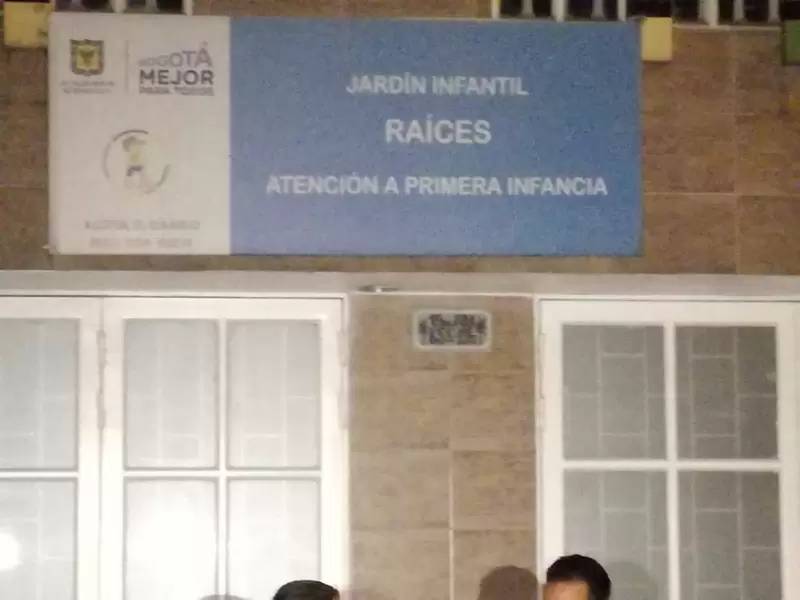 BOGOTÁ
MEJOR
PARA TODOS
JARDÍN INFANTIL
RAÍCES
ATENCIÓN A PRIMERA INFANCIA